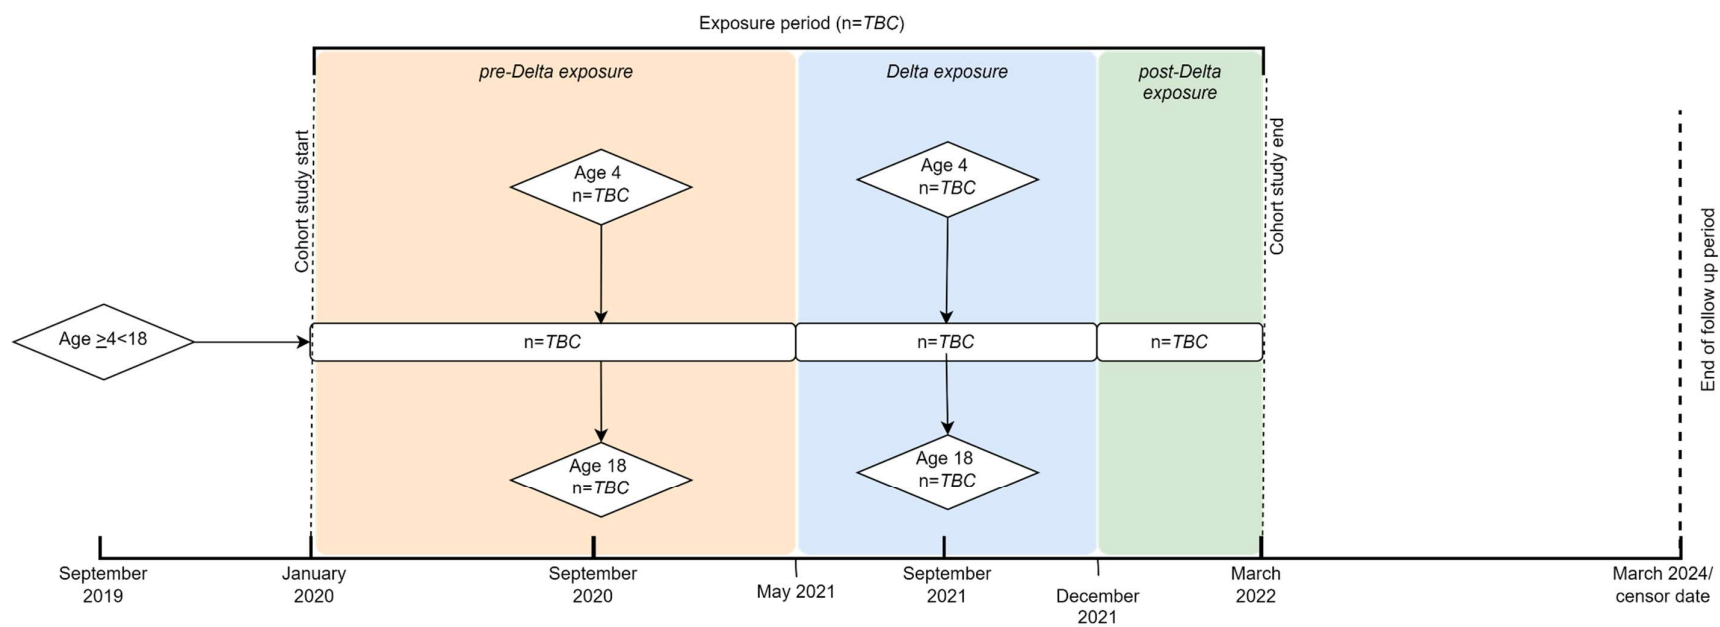 Exposure period (n=TBC)
pre-Delta exposure
Delta exposure
post-Delta
exposure
Cohort study start
Cohort study end
End of follow up period
Age 4
n=TBC
Age 4
n=TBC
Age ≥4<18
n=TBC
n=TBC
n=TBC
Age 18
n=TBC
Age 18
n=TBC
September
2019
January
2020
September
2020
May 2021
September
2021
December
2021
March
2022
March 2024/
censor date